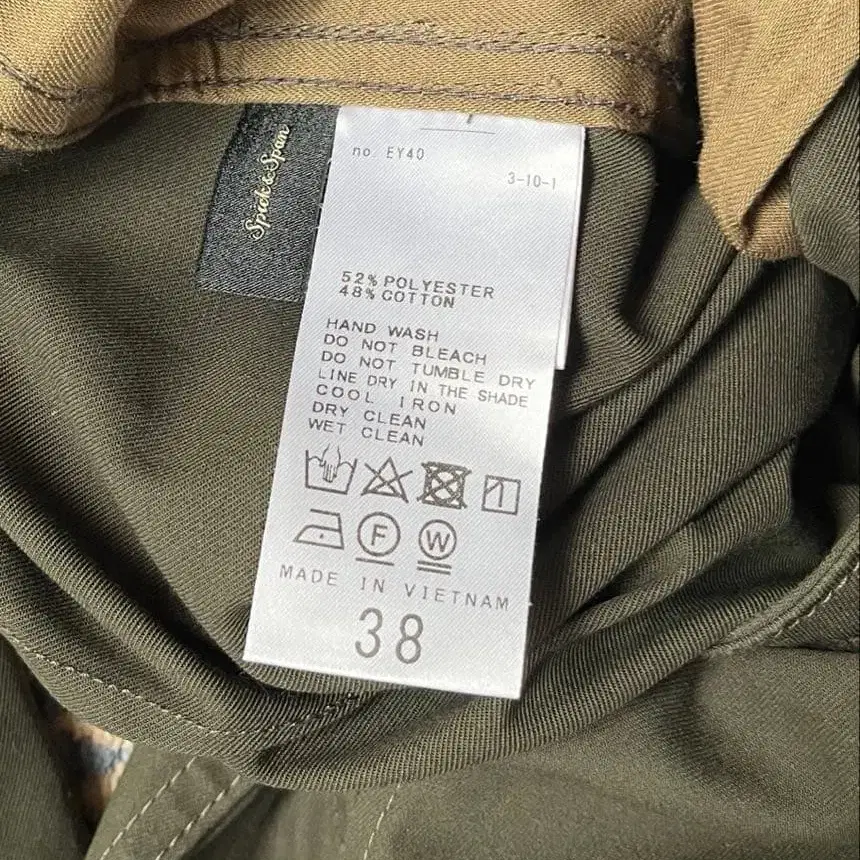 Spick & Span
no. EY40
3-10-1
52% POLYESTER
48% COTTON
HAND WASH
DO NOT BLEACH
DO NOT TUMBLE DRY
LINE DRY IN THE SHADE
COOL IRON
DRY CLEAN
WET CLEAN
F W
MADE IN VIETNAM
38